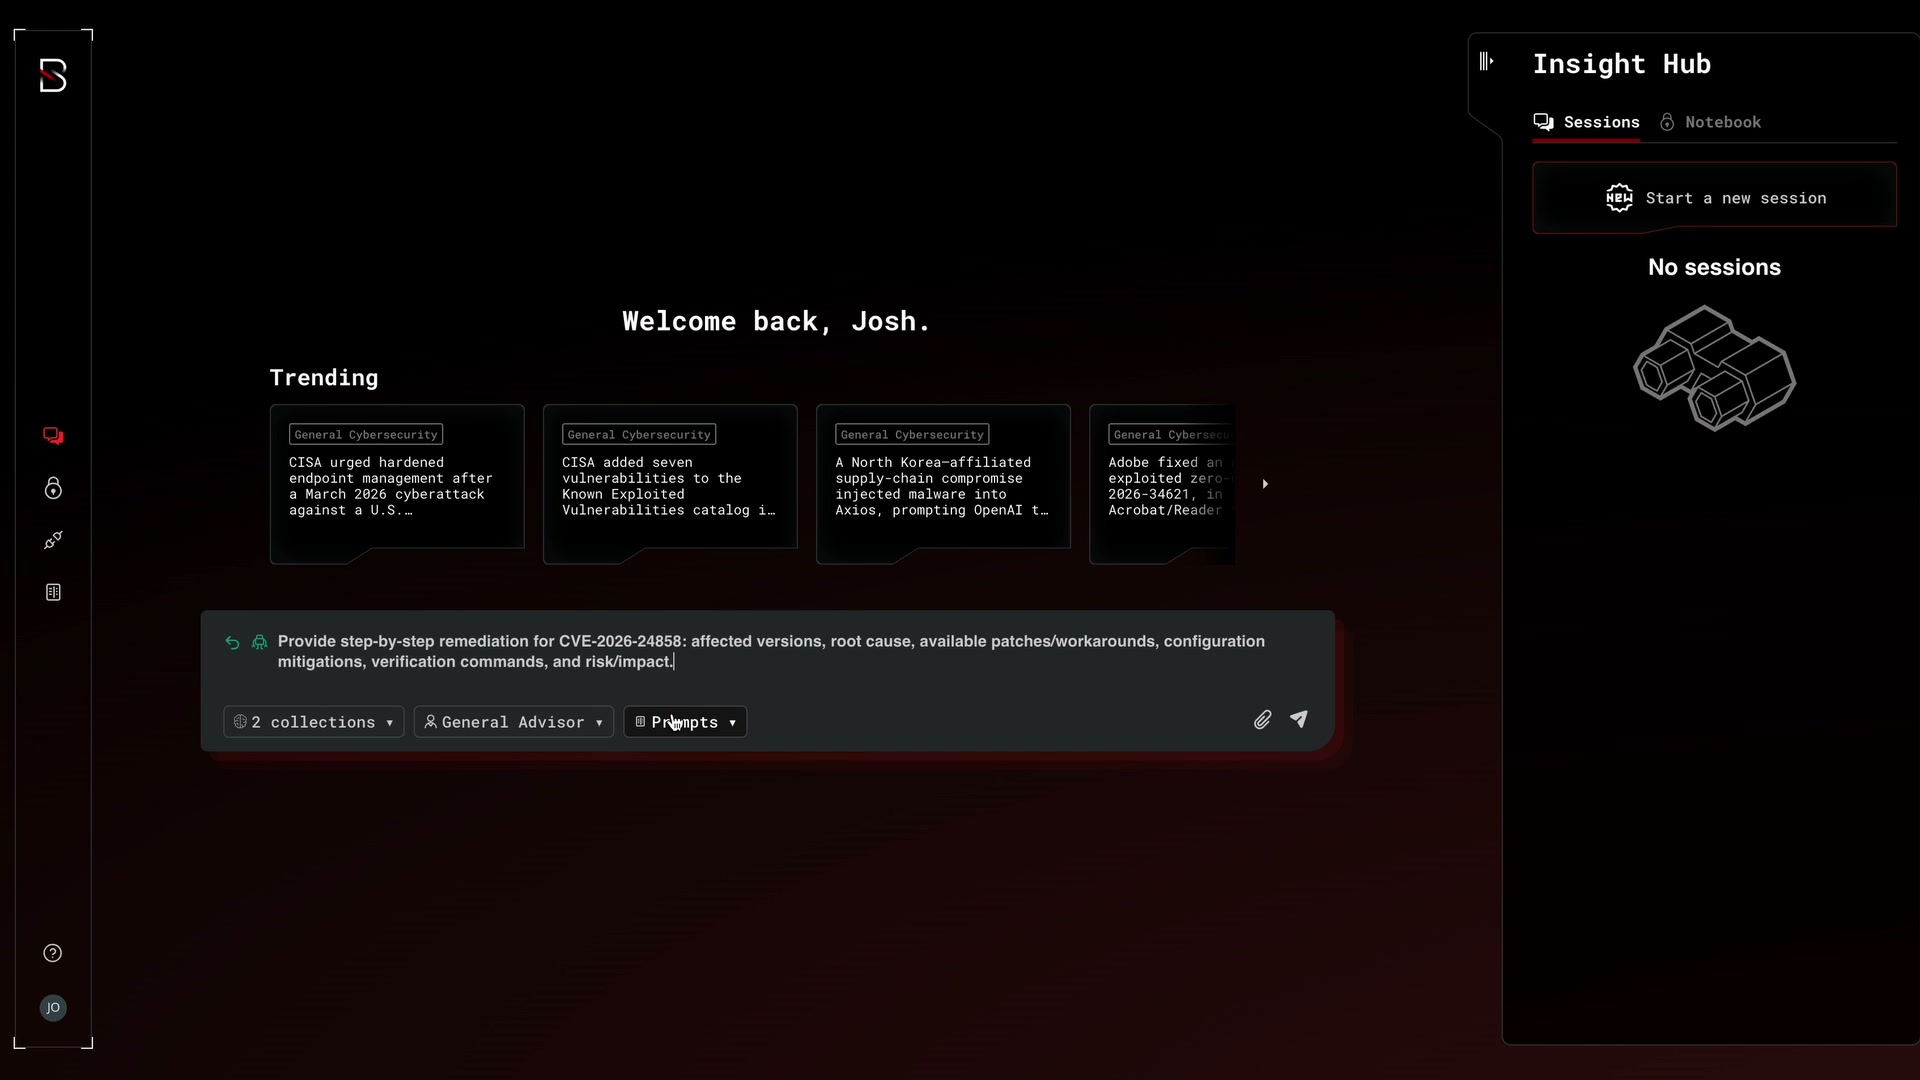 Insight Hub
Sessions
Notebook
NEW
Start a new session
No sessions
Welcome back, Josh.
Trending
General Cybersecurity
CISA urged hardened
endpoint management after
a March 2026 cyberattack
against a U.S.…
General Cybersecurity
CISA added seven
vulnerabilities to the
Known Exploited
Vulnerabilities catalog i…
General Cybersecurity
A North Korea–affiliated
supply-chain compromise
injected malware into
Axios, prompting OpenAI t…
General Cybersecu
Adobe fixed an
exploited zero-
2026-34621, in
Acrobat/Reader
Provide step-by-step remediation for CVE-2026-24858: affected versions, root cause, available patches/workarounds, configuration
mitigations, verification commands, and risk/impact.
2 collections
General Advisor
Prompts
JO